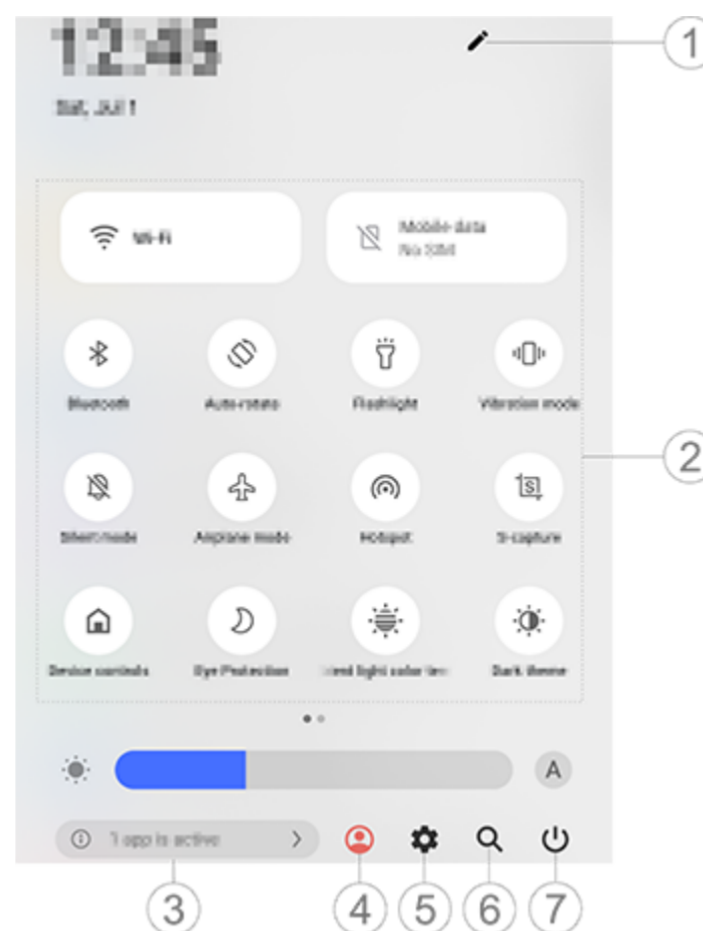 12:45
1
Sat, Jul 1
Wi-Fi
Mobile data
No SIM
Bluetooth
Auto-rotate
Flashlight
Vibration mode
2
Silent mode
Airplane mode
Hotspot
S-capture
S
Device controls
Eye Protection
light color
Dark theme
A
1 app is active
3
4
5
6
7